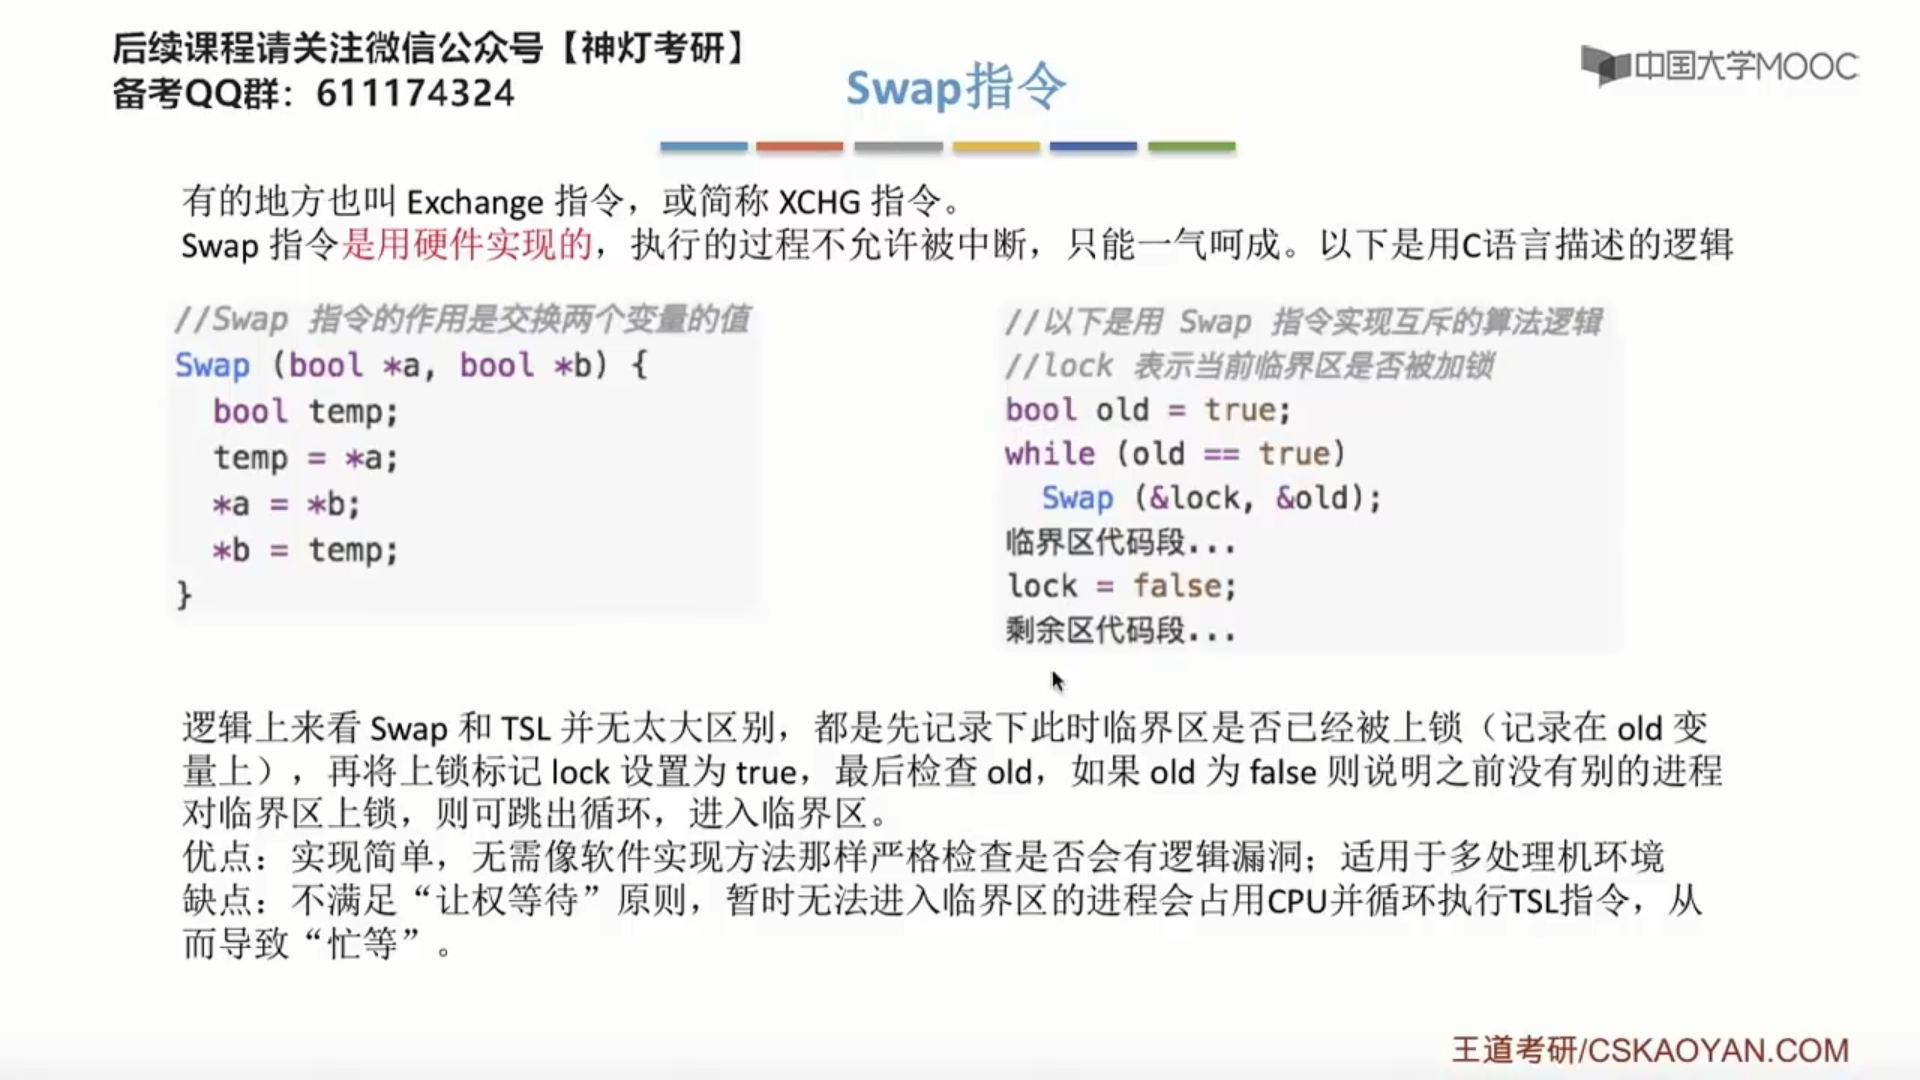 后续课程请关注微信公众号【神灯考研】
备考QQ群：611174324
中国大学MOOC
Swap指令
有的地方也叫 Exchange 指令，或简称 XCHG 指令。
Swap 指令是用硬件实现的，执行的过程不允许被中断，只能一气呵成。以下是用C语言描述的逻辑
//Swap 指令的作用是交换两个变量的值
Swap (bool *a, bool *b) {
bool temp;
temp = *a;
*a = *b;
*b = temp;
}
//以下是用 Swap 指令实现互斥的算法逻辑
//lock 表示当前临界区是否被加锁
bool old = true;
while (old == true)
Swap (&lock, &old);
临界区代码段...
lock = false;
剩余区代码段...
逻辑上来看 Swap 和 TSL 并无太大区别，都是先记录下此时临界区是否已经被上锁（记录在 old 变
量上），再将上锁标记 lock 设置为 true，最后检查 old，如果 old 为 false 则说明之前没有别的进程
对临界区上锁，则可跳出循环，进入临界区。
优点：实现简单，无需像软件实现方法那样严格检查是否会有逻辑漏洞；适用于多处理机环境
缺点：不满足“让权等待”原则，暂时无法进入临界区的进程会占用CPU并循环执行TSL指令，从
而导致“忙等”。
王道考研/CSKAOYAN.COM